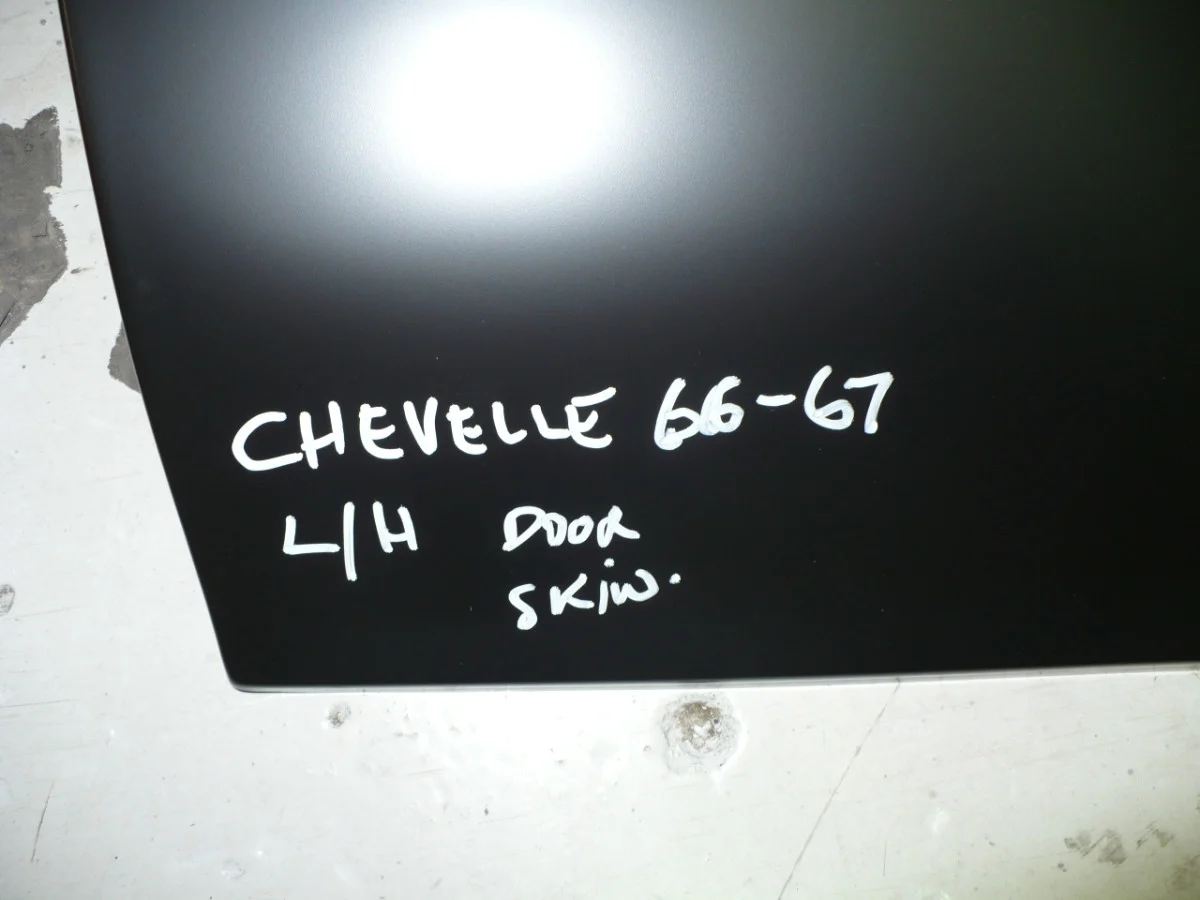 CHEVELLE 66-67
L/H DOOR
SKIN.